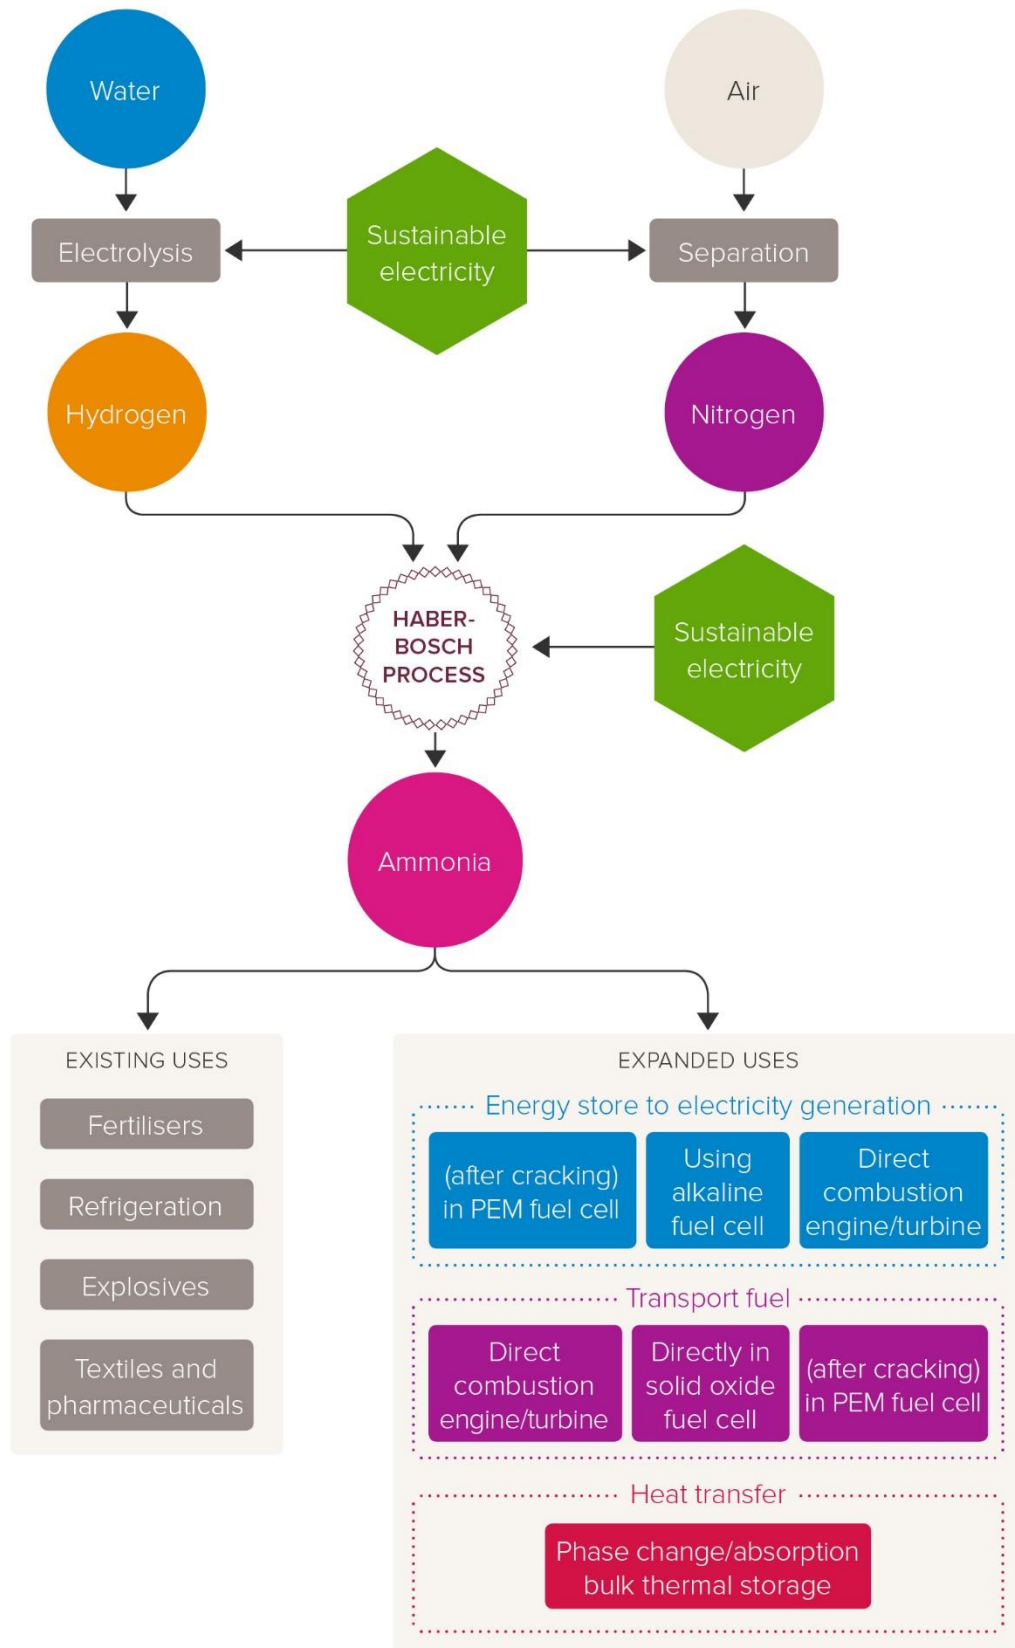 Water
Air
Sustainable
electricity
Electrolysis
Separation
Hydrogen
Nitrogen
HABER-
BOSCH
PROCESS
Sustainable
electricity
Ammonia
EXISTING USES
Fertilisers
Refrigeration
Explosives
Textiles and
pharmaceuticals
EXPANDED USES
Energy store to electricity generation
(after cracking)
in PEM fuel cell
Using
alkaline
fuel cell
Direct
combustion
engine/turbine
Transport fuel
Direct
combustion
engine/turbine
Directly in
solid oxide
fuel cell
(after cracking)
in PEM fuel cell
Heat transfer
Phase change/absorption
bulk thermal storage